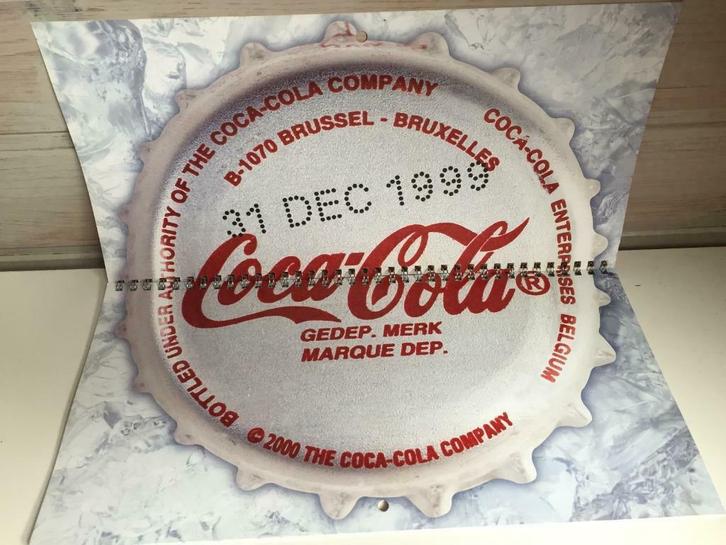 BOTTLED UNDER AUTHORITY OF THE COCA-COLA COMPANY
COCA-COLA ENTERPRISES BELGIUM
B-1070 BRUSSEL - BRUXELLES
31 DEC 1999
Coca-Cola®
GEDEP. MERK
MARQUE DEP.
© 2000 THE COCA-COLA COMPANY